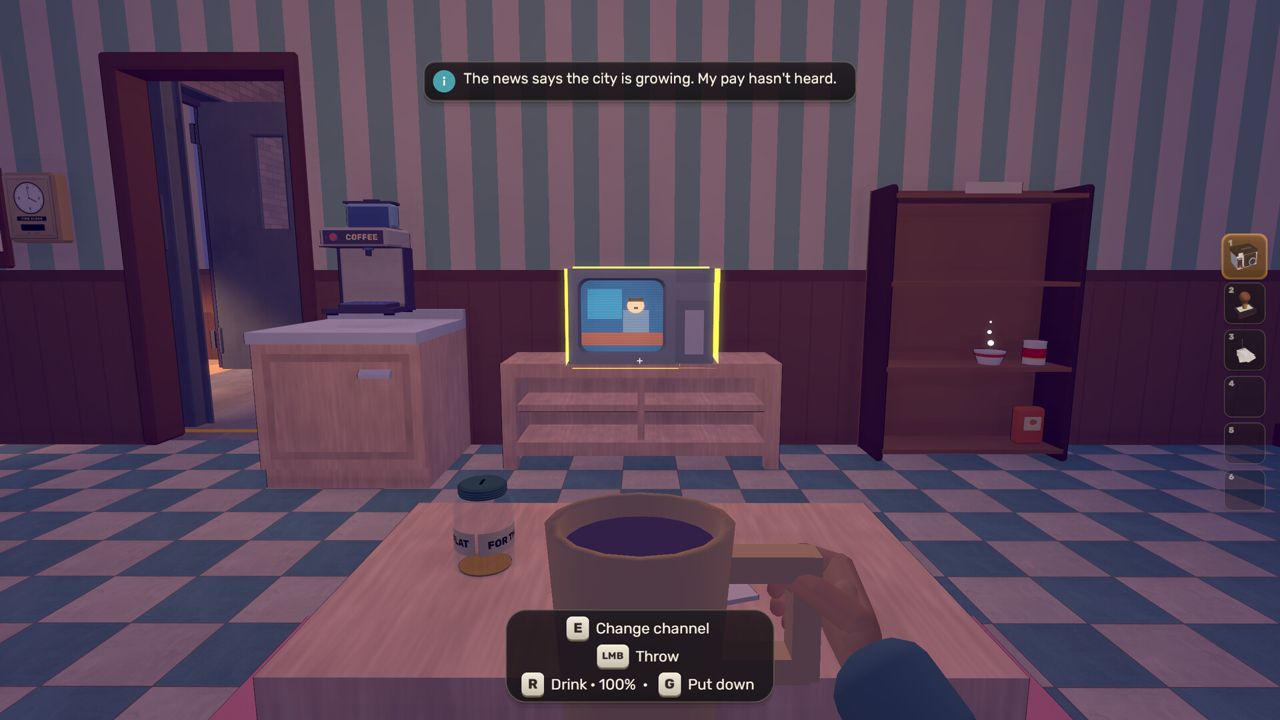 The news says the city is growing. My pay hasn't heard.
COFFEE
1
2
3
4
5
6
FOR
E Change channel
LMB Throw
R Drink • 100% • G Put down